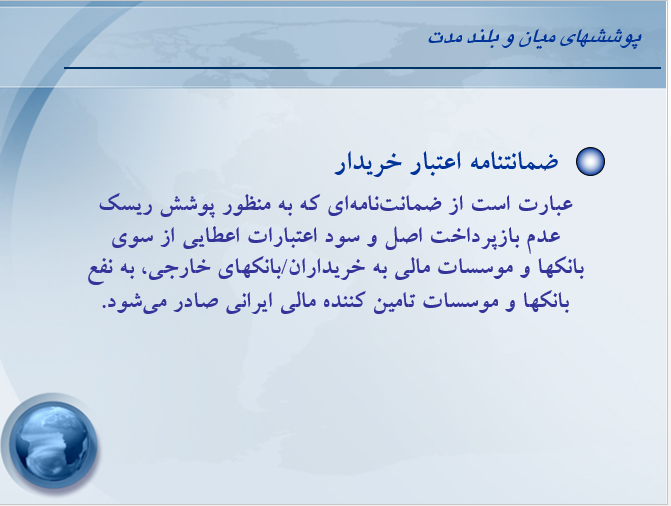 پوششهای میان و بلند مدت
ضمانتنامه اعتبار خریدار
عبارت است از ضمانت‌نامه‌ای که به منظور پوشش ریسک
عدم بازپرداخت اصل و سود اعتبارات اعطایی از سوی
بانکها و موسسات مالی به خریداران/بانکهای خارجی، به نفع
بانکها و موسسات تامین کننده مالی ایرانی صادر می‌شود.